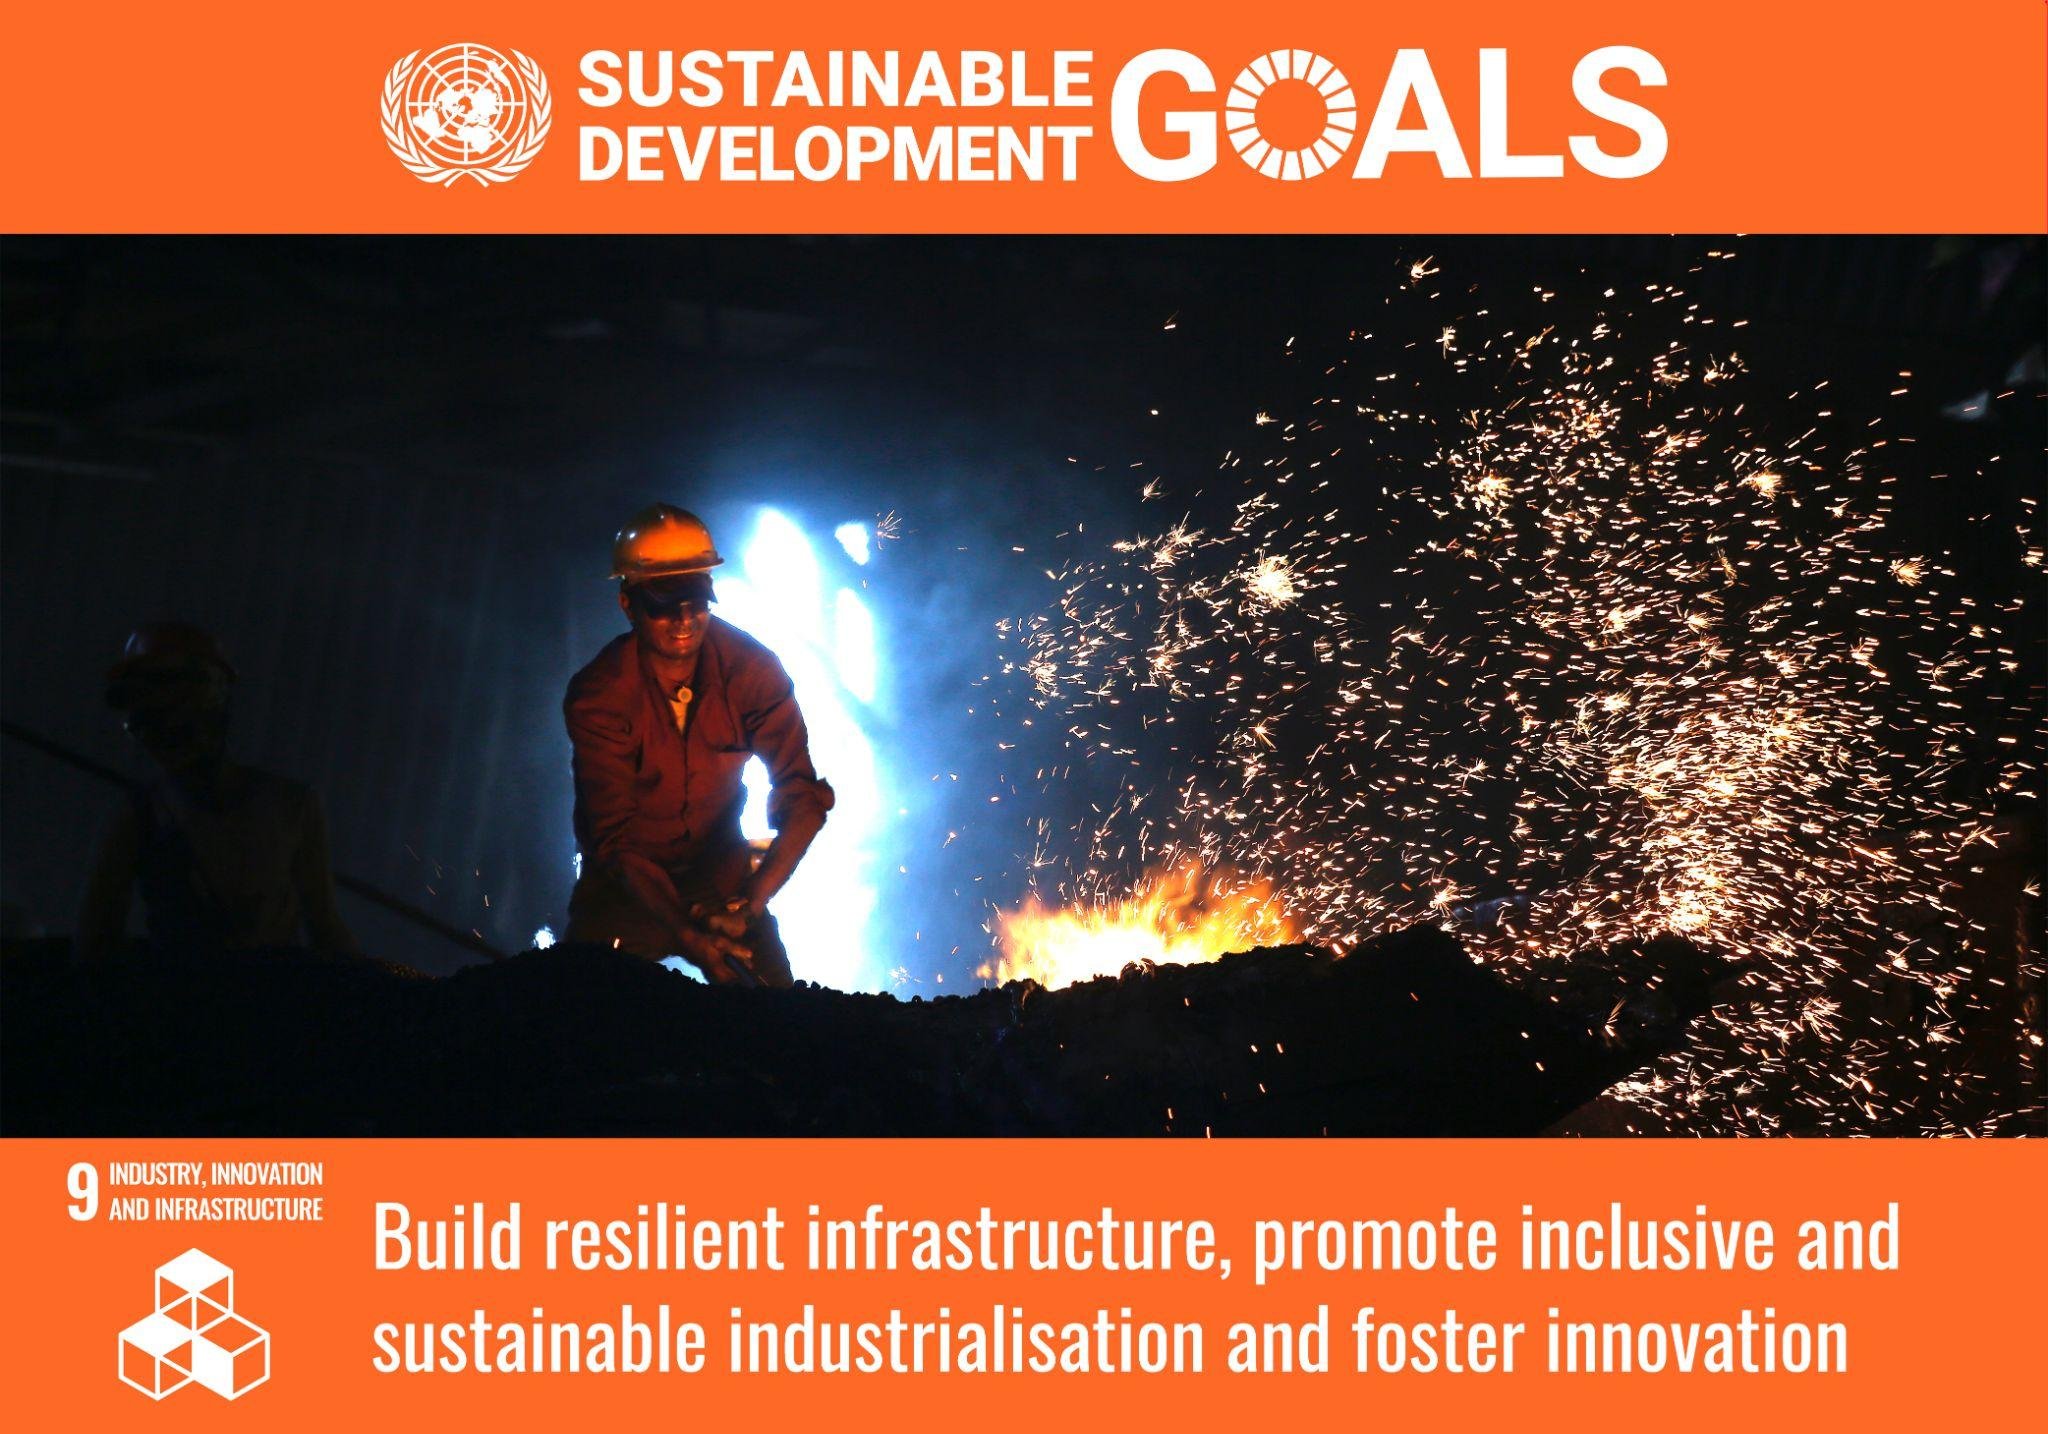 SUSTAINABLE
DEVELOPMENT
GOALS
9
INDUSTRY, INNOVATION
AND INFRASTRUCTURE
Build resilient infrastructure, promote inclusive and
sustainable industrialisation and foster innovation